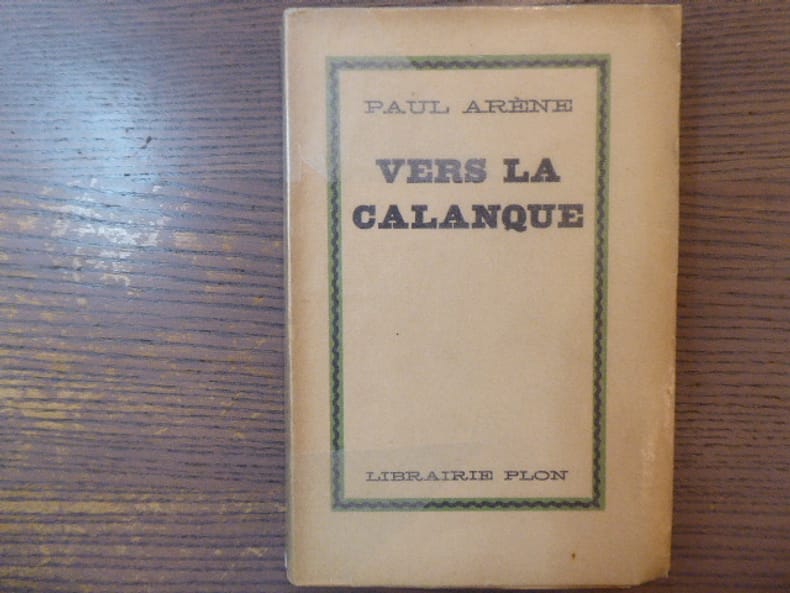 PAUL ARÈNE
VERS LA
CALANQUE
LIBRAIRIE PLON